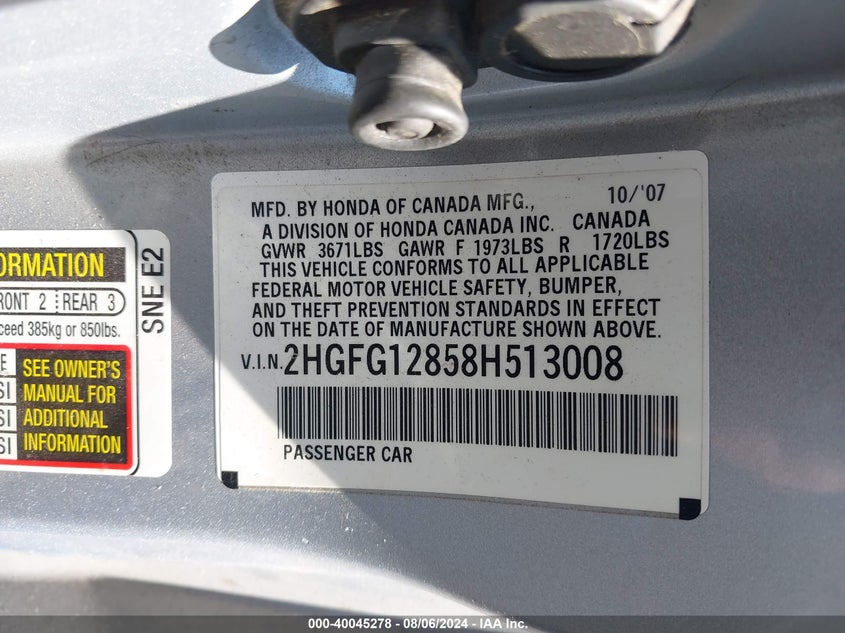 MFD. BY HONDA OF CANADA MFG., 10/'07
A DIVISION OF HONDA CANADA INC. CANADA
GVWR 3671LBS GAWR F 1973LBS R 1720LBS
THIS VEHICLE CONFORMS TO ALL APPLICABLE
FEDERAL MOTOR VEHICLE SAFETY, BUMPER,
AND THEFT PREVENTION STANDARDS IN EFFECT
ON THE DATE OF MANUFACTURE SHOWN ABOVE.
V.I.N. 2HGFG12858H513008
PASSENGER CAR
ORMATION
RONT 2 REAR 3
ceed 385kg or 850lbs.
E SEE OWNER'S
SI MANUAL FOR
SI ADDITIONAL
SI INFORMATION
SNE E2
000-40045278 - 08/06/2024 - IAA Inc.